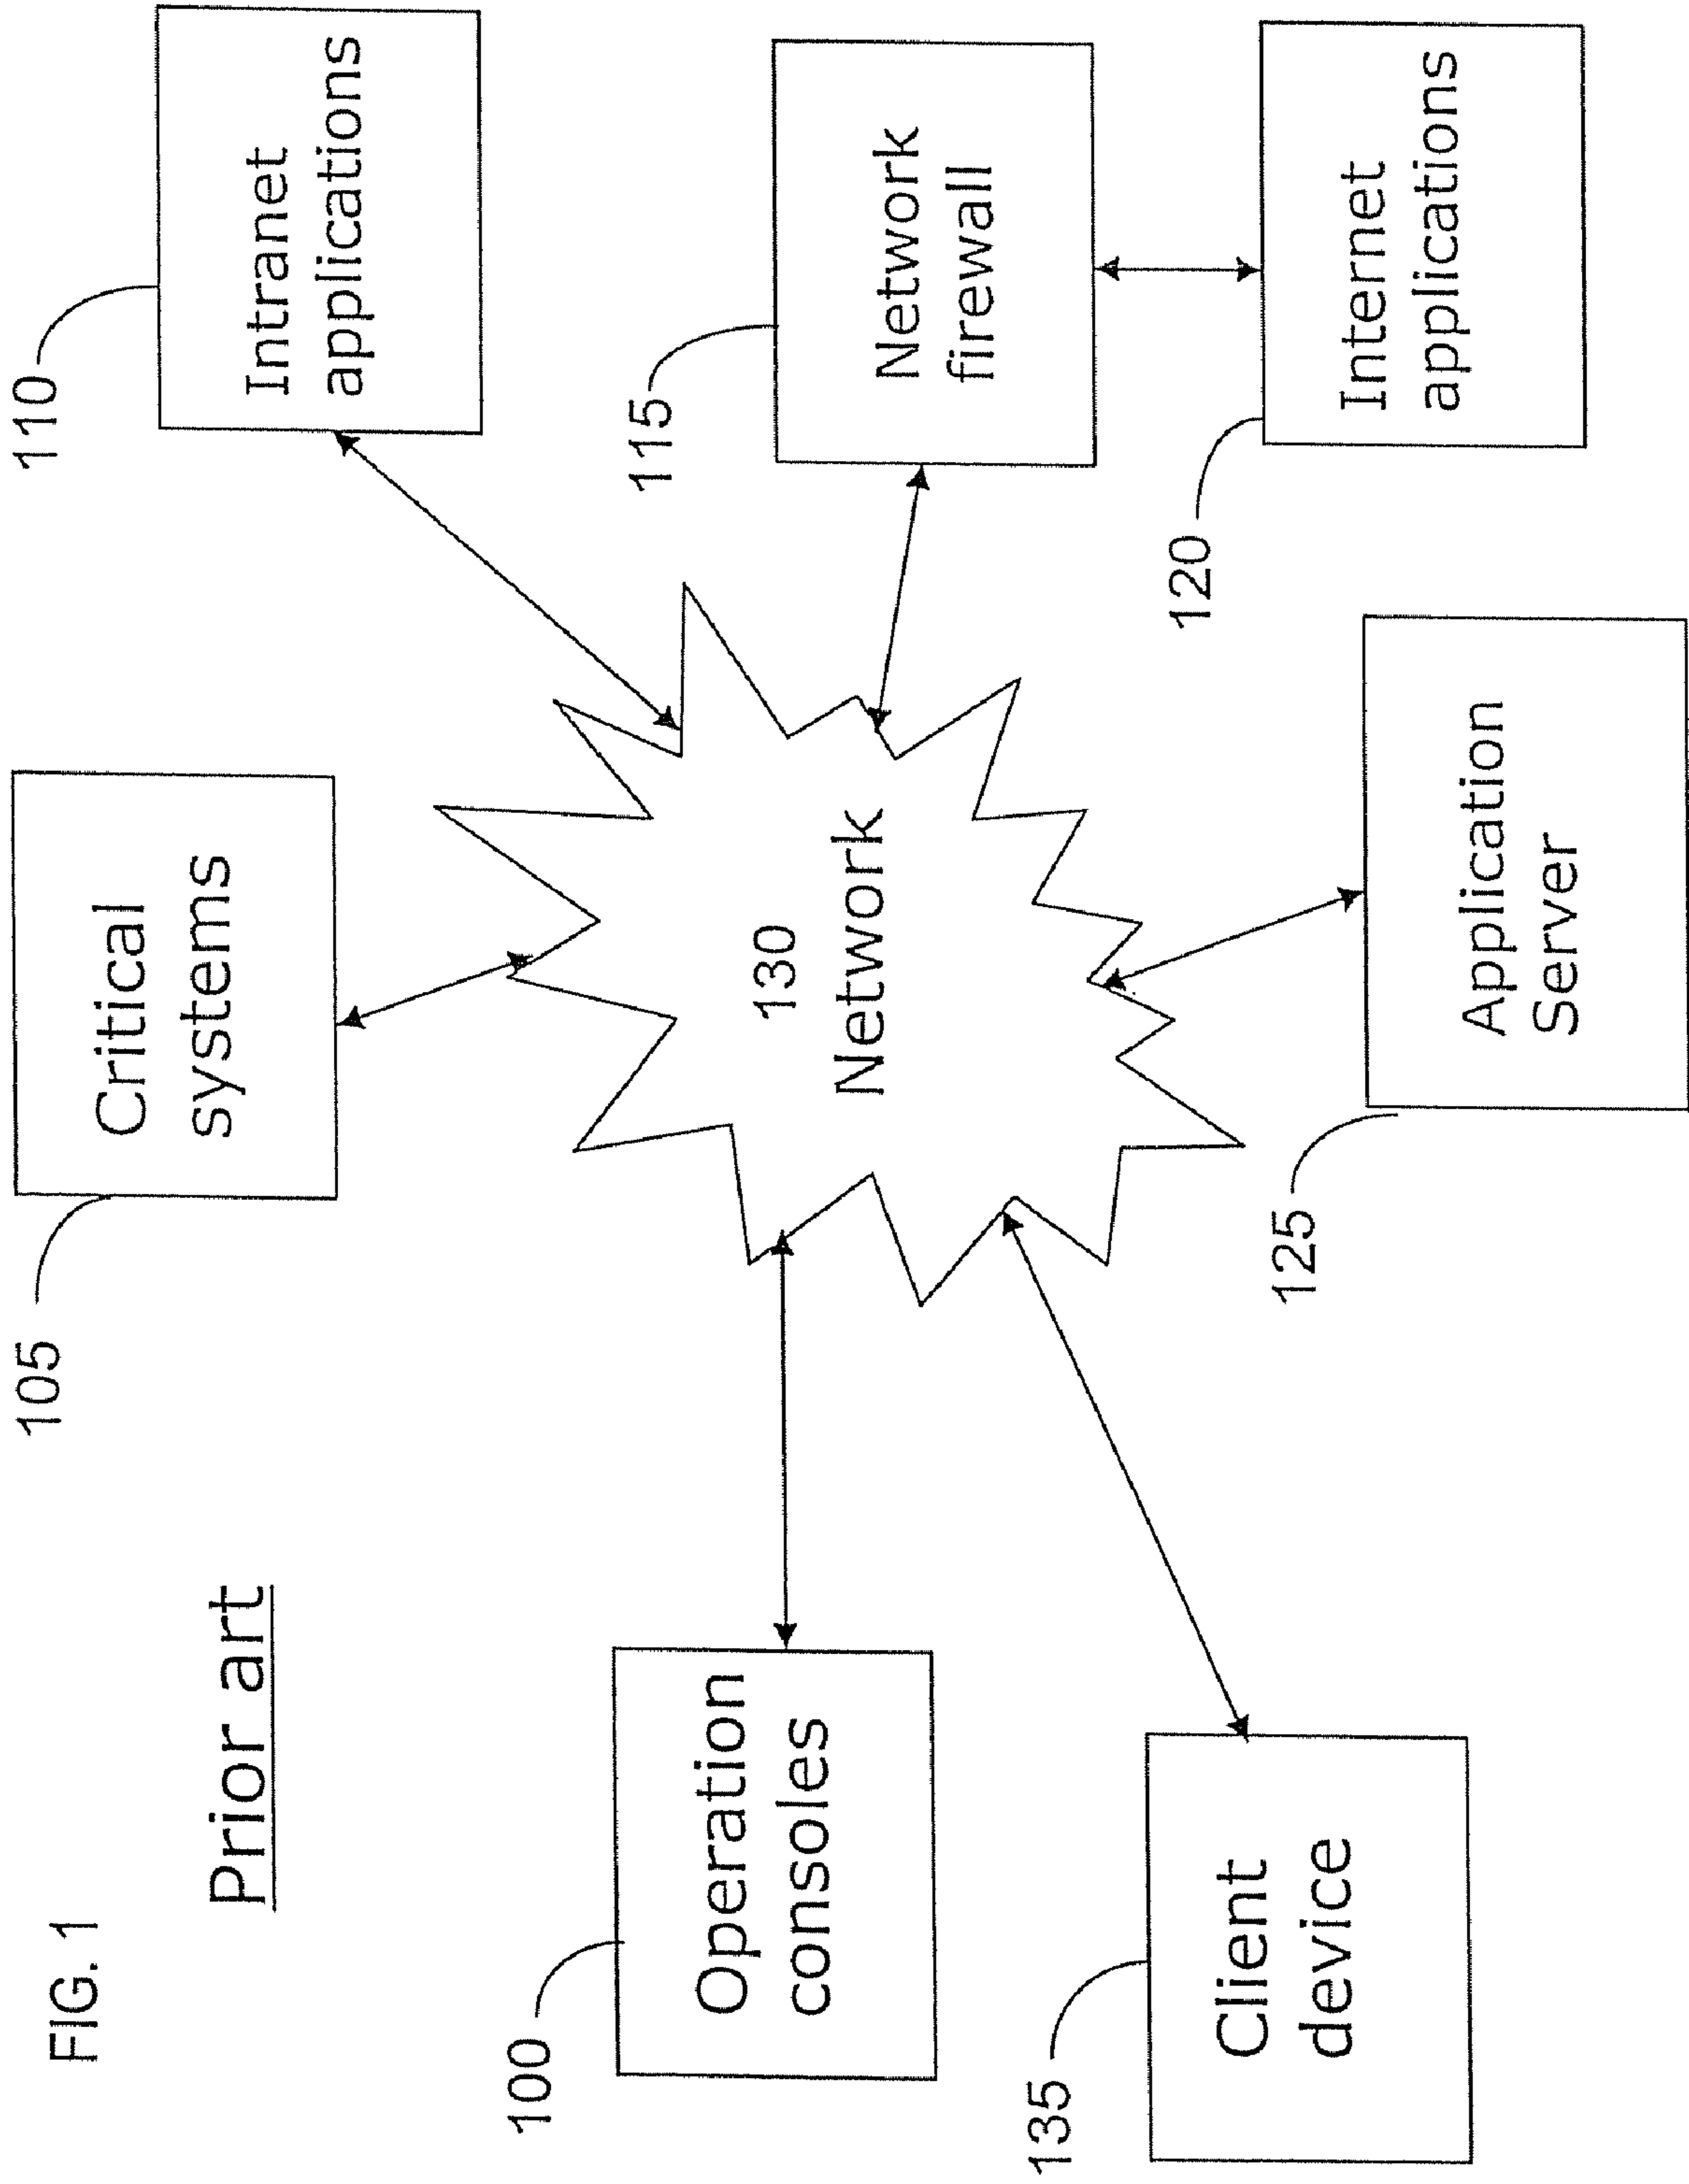 FIG. 1
Prior art
105
Critical
systems
110
Intranet
applications
100
Operation
consoles
130
Network
115
Network
firewall
135
Client
device
125
Application
Server
120
Internet
applications